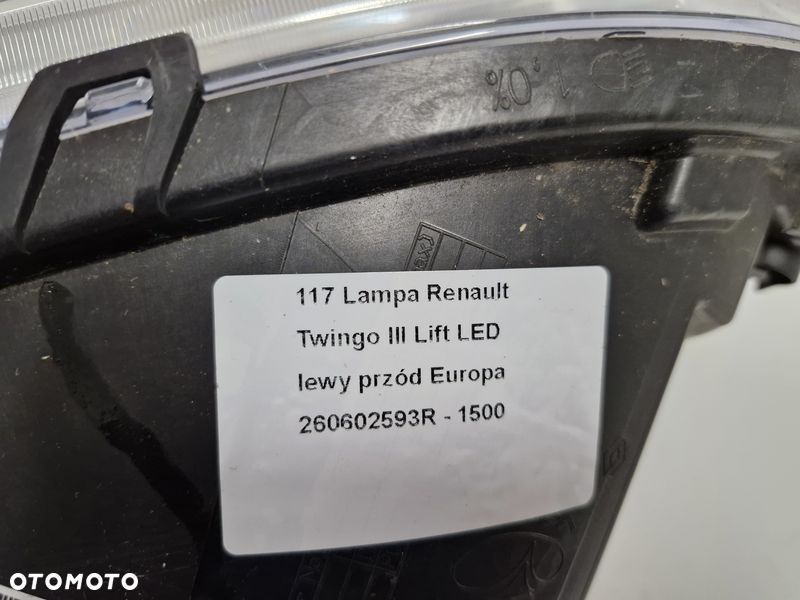 1,0%
117 Lampa Renault
Twingo III Lift LED
lewy przód Europa
260602593R - 1500
OTOMOTO